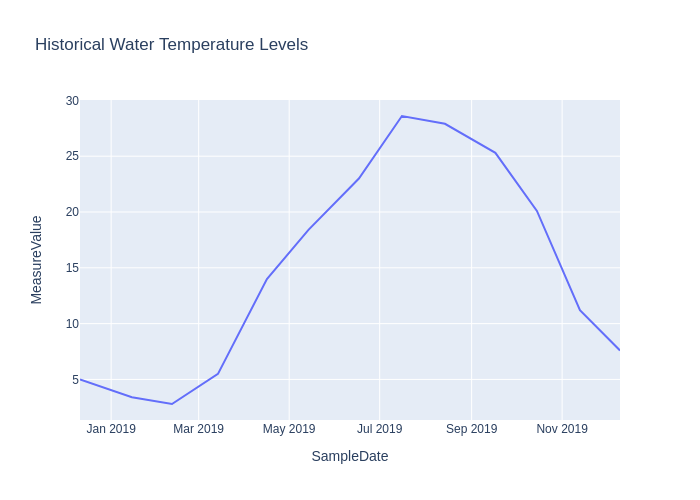 Historical Water Temperature Levels
30
25
20
15
10
5
MeasureValue
Jan 2019 Mar 2019 May 2019 Jul 2019 Sep 2019 Nov 2019
SampleDate